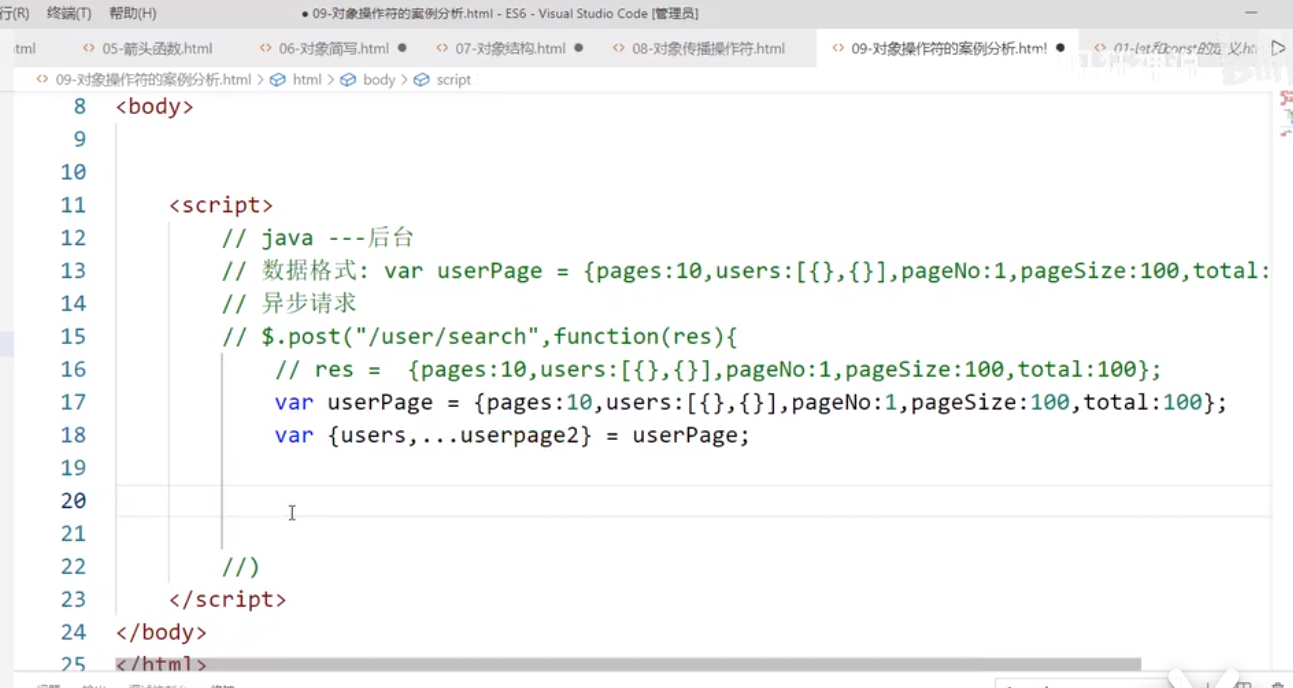 行(R) 终端(T) 帮助(H) ● 09-对象操作符的案例分析.html - ES6 - Visual Studio Code [管理员]
tml <> 05-箭头函数.html <> 06-对象简写.html ● <> 07-对象结构.html ● <> 08-对象传播操作符.html <> 09-对象操作符的案例分析.html ● <> 01-let和const的定义.ht
<> 09-对象操作符的案例分析.html > html > body > script
8 <body>
9
10
11 <script>
12 // java ---后台
13 // 数据格式: var userPage = {pages:10,users:[{},{}],pageNo:1,pageSize:100,total:
14 // 异步请求
15 // $.post("/user/search",function(res){
16 // res =  {pages:10,users:[{},{}],pageNo:1,pageSize:100,total:100};
17 var userPage = {pages:10,users:[{},{}],pageNo:1,pageSize:100,total:100};
18 var {users,...userpage2} = userPage;
19
20
21
22 //)
23 </script>
24 </body>
25 </html>